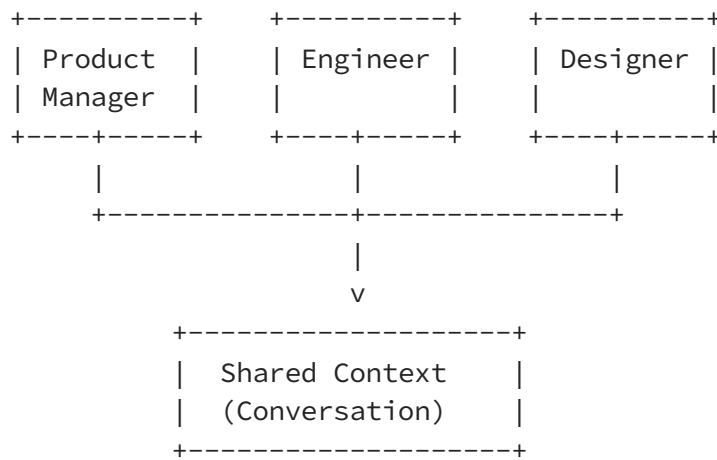 Product Manager
Engineer
Designer
Shared Context
(Conversation)